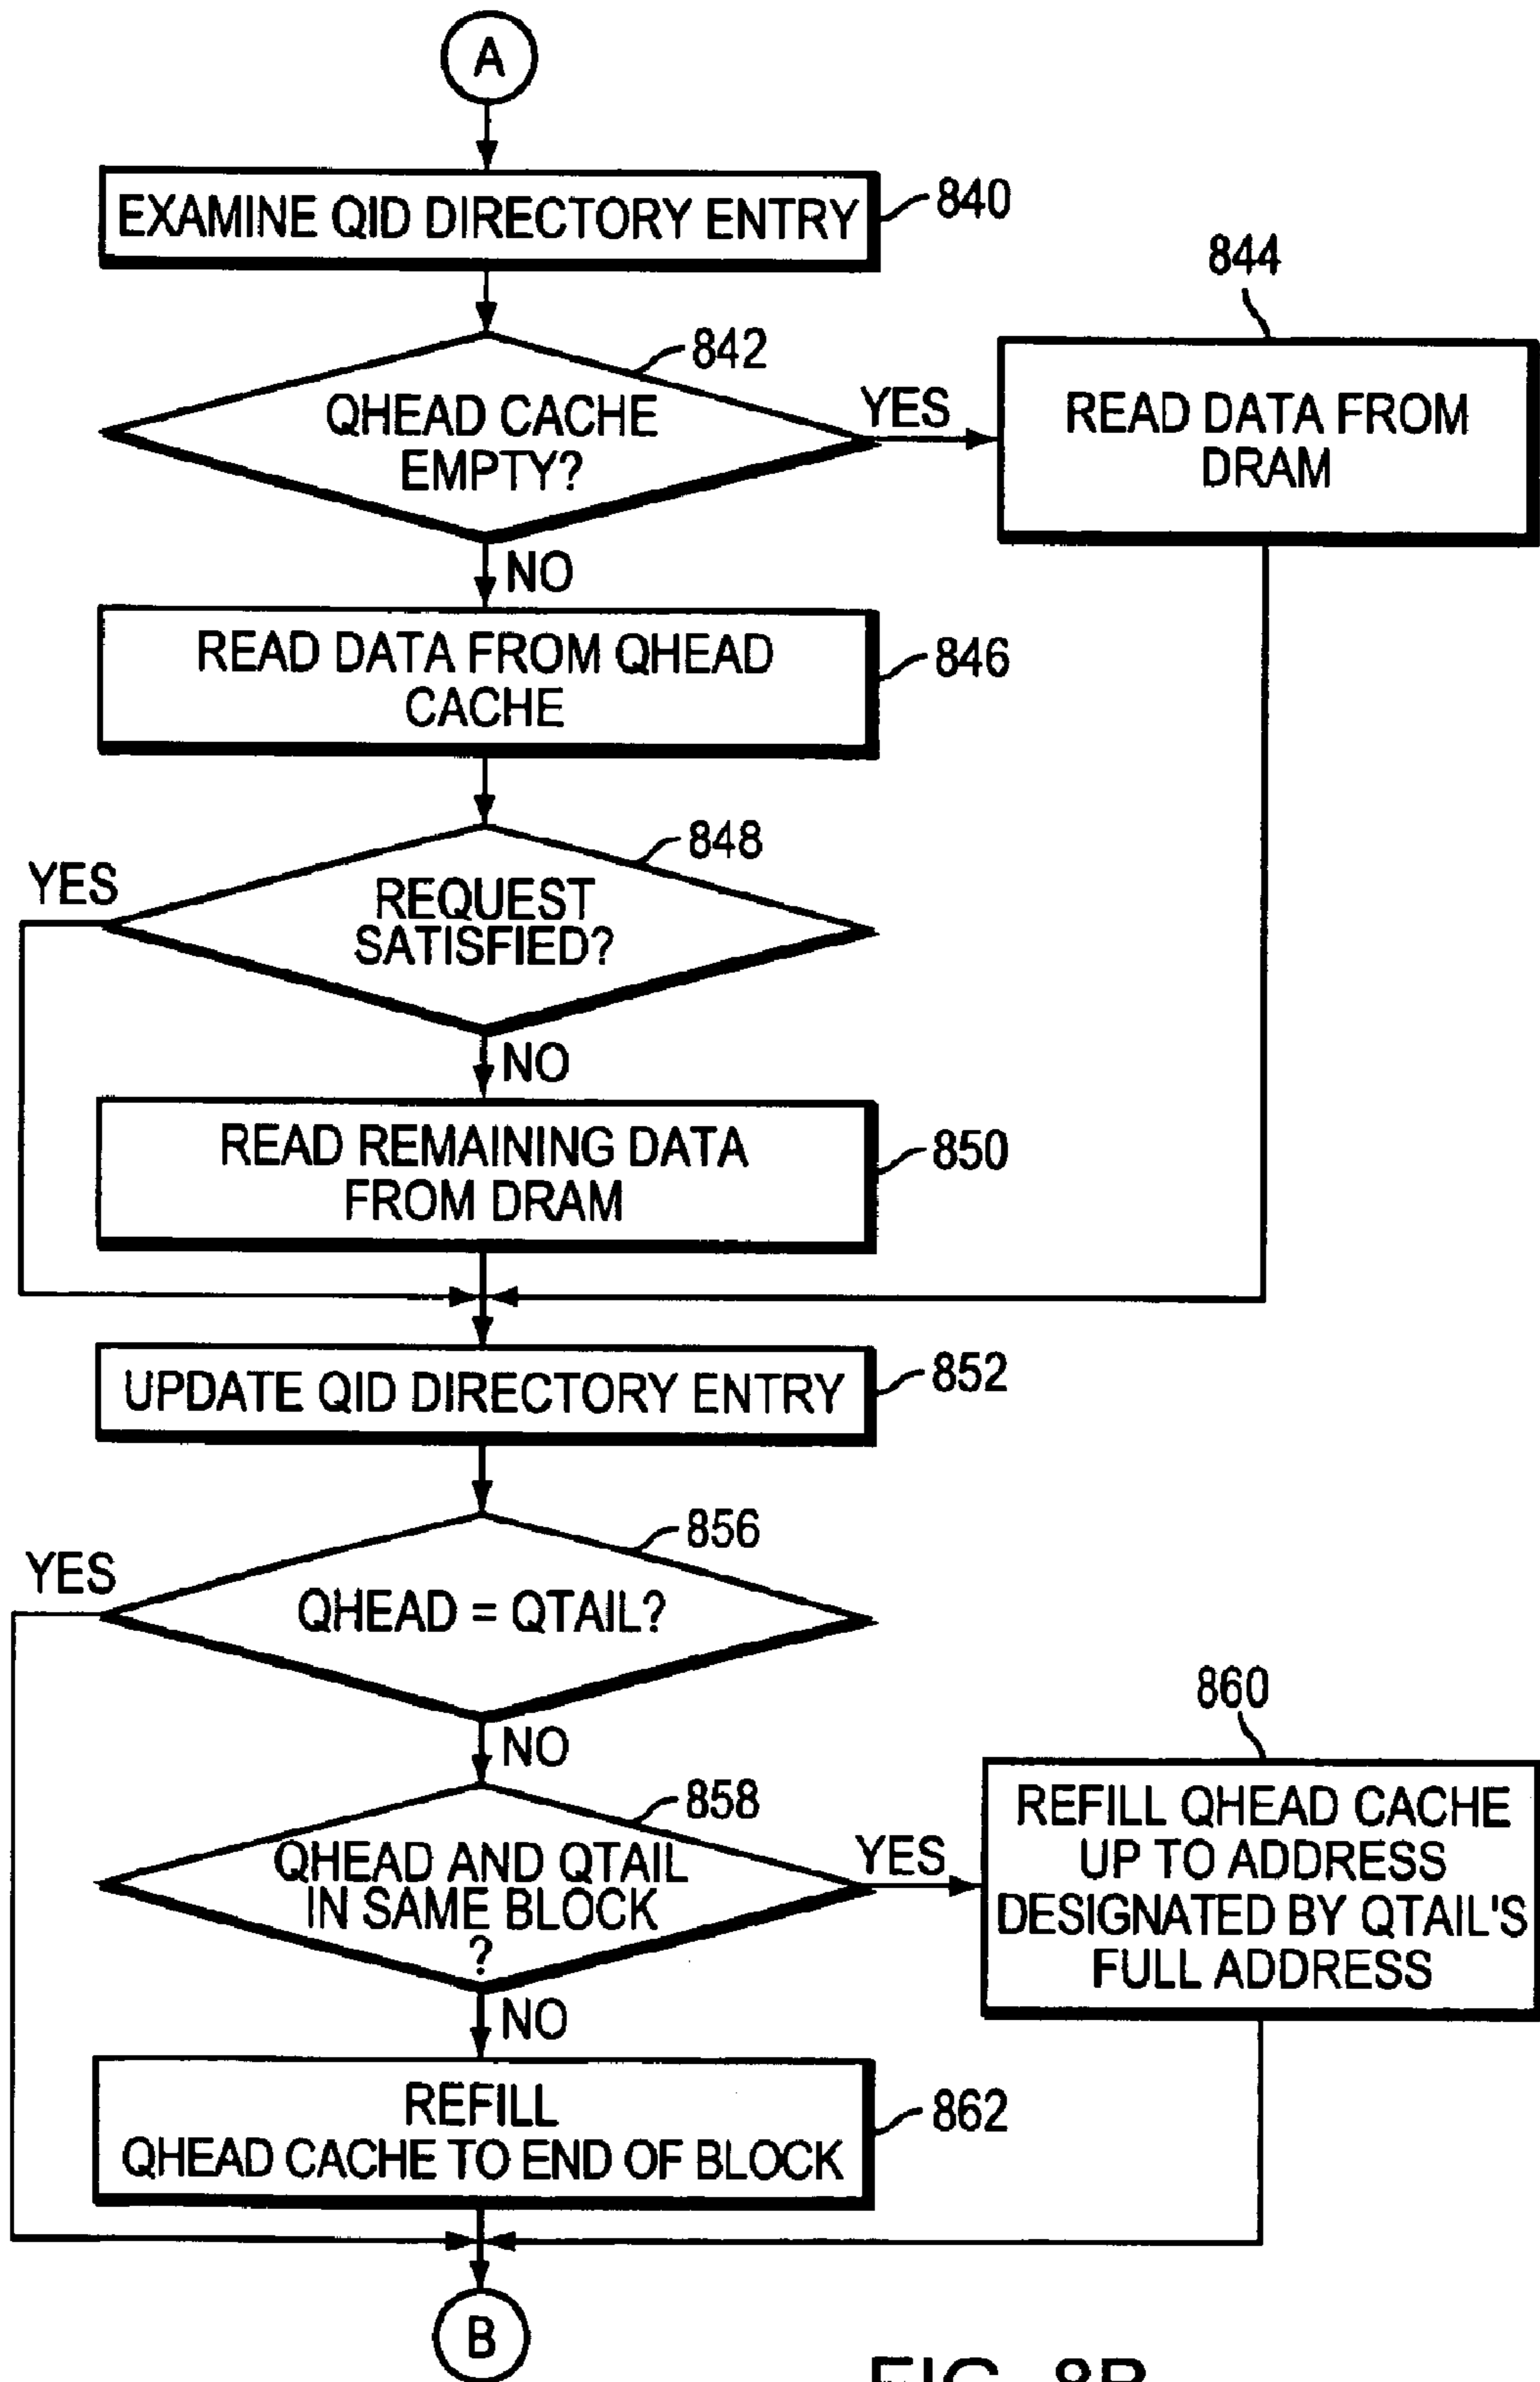 A
EXAMINE QID DIRECTORY ENTRY
840
844
842
QHEAD CACHE
EMPTY?
YES
READ DATA FROM
DRAM
NO
READ DATA FROM QHEAD
CACHE
846
848
YES
REQUEST
SATISFIED?
NO
READ REMAINING DATA
FROM DRAM
850
UPDATE QID DIRECTORY ENTRY
852
856
YES
QHEAD = QTAIL?
NO
860
858
QHEAD AND QTAIL
IN SAME BLOCK
?
YES
REFILL QHEAD CACHE
UP TO ADDRESS
DESIGNATED BY QTAIL'S
FULL ADDRESS
NO
REFILL
QHEAD CACHE TO END OF BLOCK
862
B
FIG. 8B